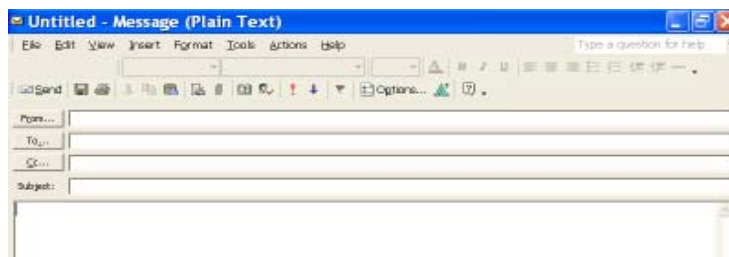 Untitled - Message (Plain Text)
File Edit View Insert Format Tools Actions Help Type a question for help
Send Options...
From...
To...
Cc...
Subject: